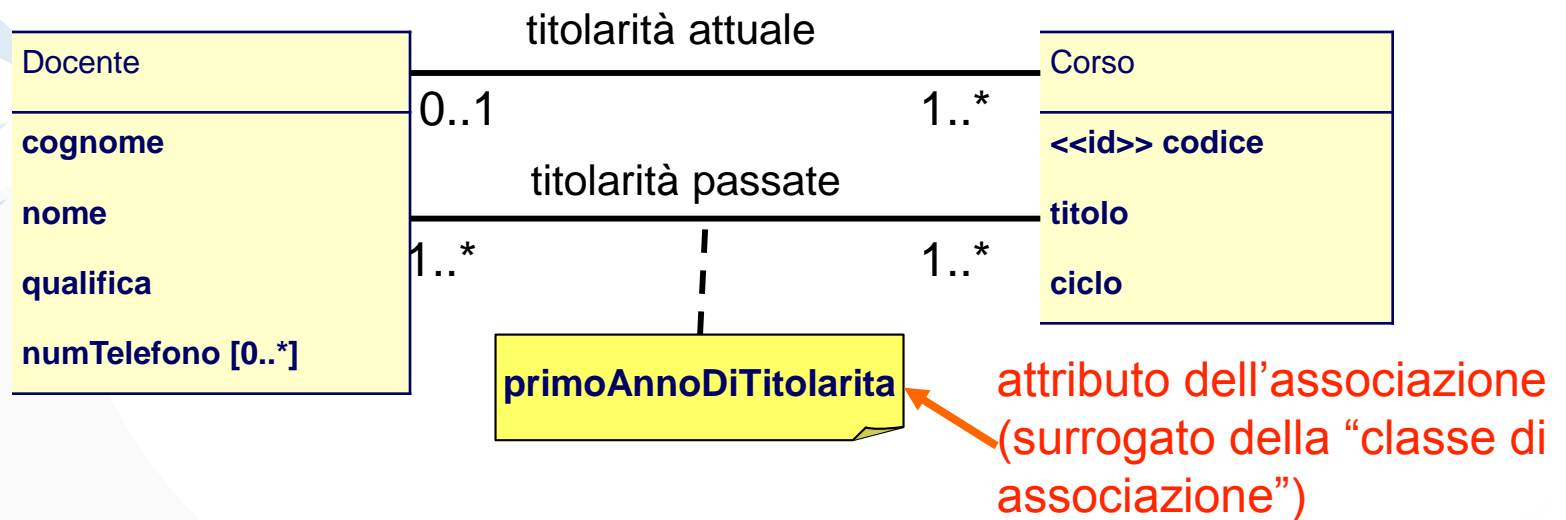 titolarità attuale
Docente
Corso
0..1
1..*
cognome
<<id>> codice
titolarità passate
nome
titolo
1..*
1..*
qualifica
ciclo
numTelefono [0..*]
primoAnnoDiTitolarita
attributo dell’associazione
(surrogato della “classe di
associazione”)